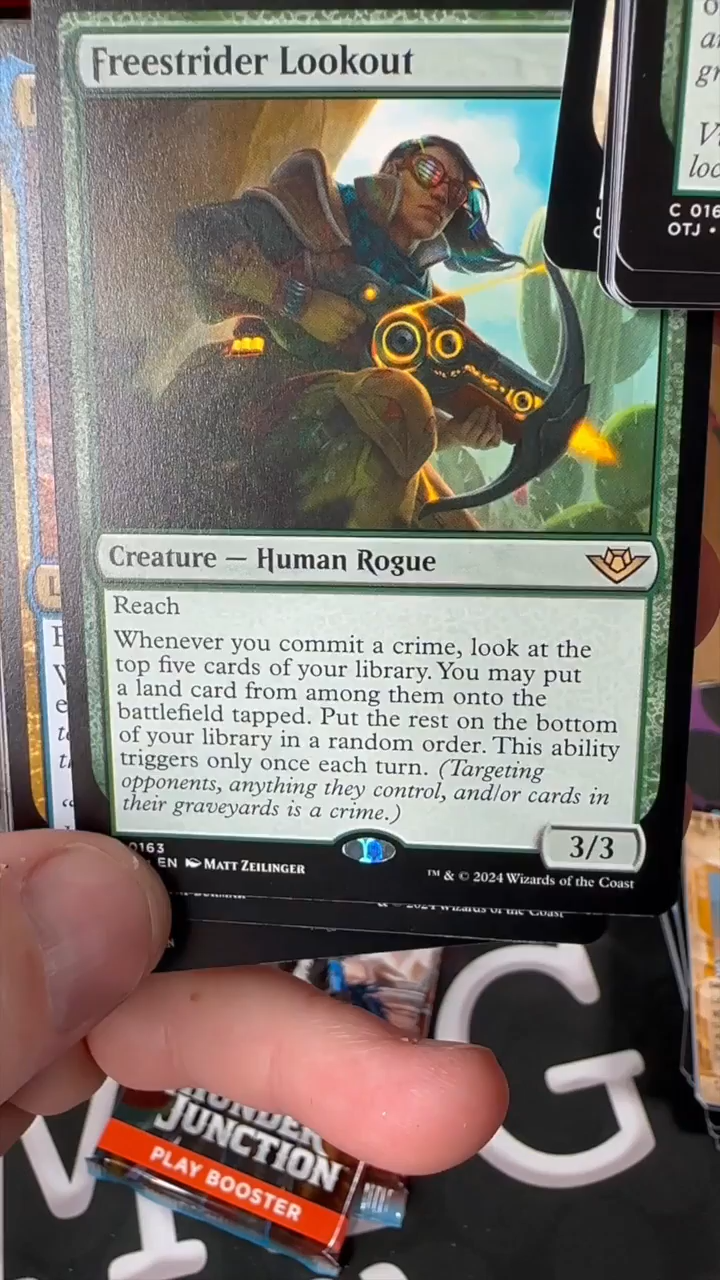 Freestrider Lookout
C 016
OTJ •
Creature — Human Rogue
Reach
Whenever you commit a crime, look at the
top five cards of your library. You may put
a land card from among them onto the
battlefield tapped. Put the rest on the bottom
of your library in a random order. This ability
triggers only once each turn. (Targeting
opponents, anything they control, and/or cards in
their graveyards is a crime.)
3/3
0163
EN MATT ZEILINGER
™ & © 2024 Wizards of the Coast
JUNCTION
PLAY BOOSTER
G